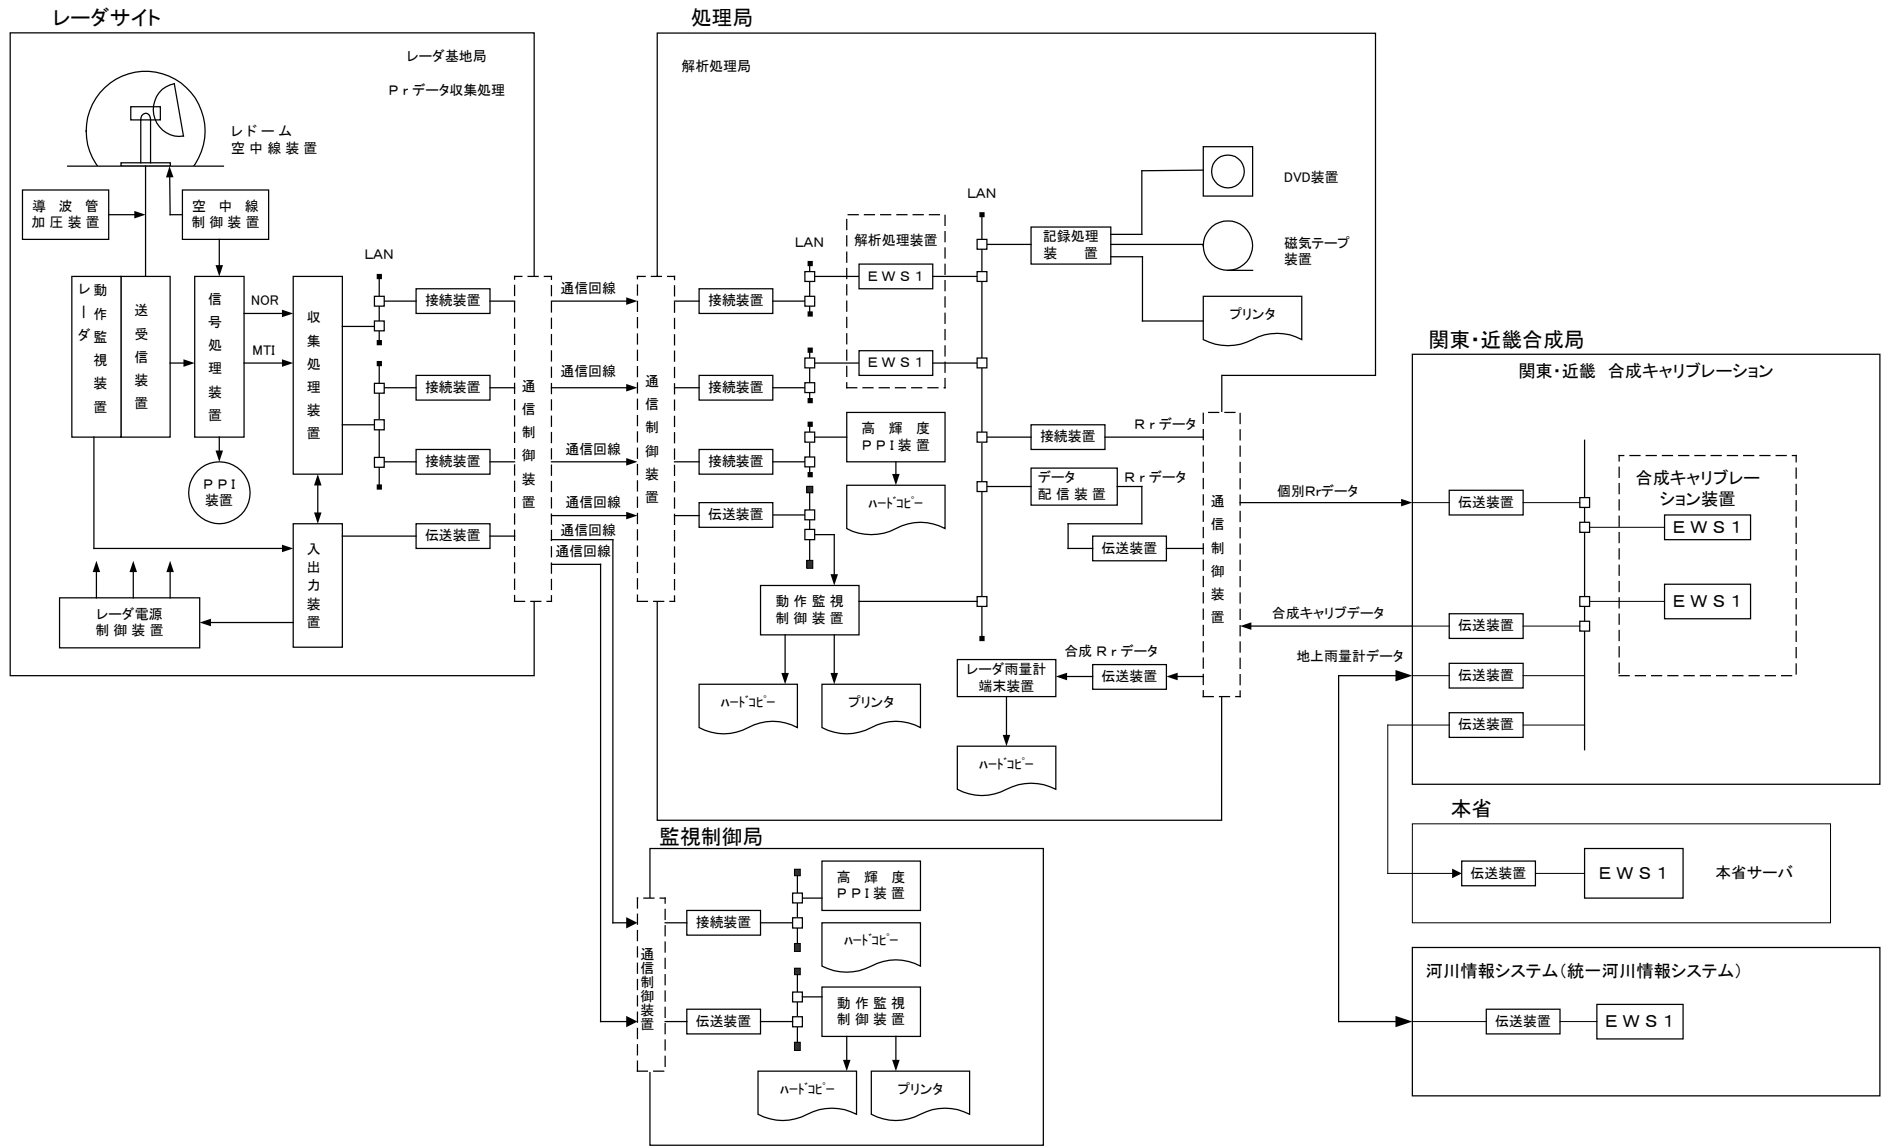 レーダサイト
レーダ基地局
Ｐｒデータ収集処理
レドーム
空中線装置
導波管
加圧装置
空中線
制御装置
レーダ
動作監視装置
送受信装置
信号処理装置
NOR
MTI
収集処理装置
PPI
装置
入出力装置
レーダ電源
制御装置
LAN
接続装置
接続装置
接続装置
伝送装置
通信制御装置
通信回線
通信回線
通信回線
通信回線
通信回線
通信回線
処理局
解析処理局
通信制御装置
接続装置
接続装置
接続装置
伝送装置
LAN
解析処理装置
EWS1
EWS1
高輝度
PPI装置
ハードコピー
動作監視
制御装置
ハードコピー
プリンタ
LAN
記録処理
装置
DVD装置
磁気テープ
装置
プリンタ
接続装置
Ｒｒデータ
データ
配信装置
Ｒｒデータ
伝送装置
合成Ｒｒデータ
レーダ雨量計
端末装置
伝送装置
ハードコピー
通信制御装置
個別Rrデータ
合成キャリブデータ
地上雨量計データ
関東・近畿合成局
関東・近畿 合成キャリブレーション
伝送装置
伝送装置
伝送装置
伝送装置
合成キャリブレー
ション装置
EWS1
EWS1
本省
伝送装置
EWS1
本省サーバ
河川情報システム（統一河川情報システム）
伝送装置
EWS1
監視制御局
通信制御装置
接続装置
伝送装置
高輝度
PPI装置
ハードコピー
動作監視
制御装置
ハードコピー
プリンタ